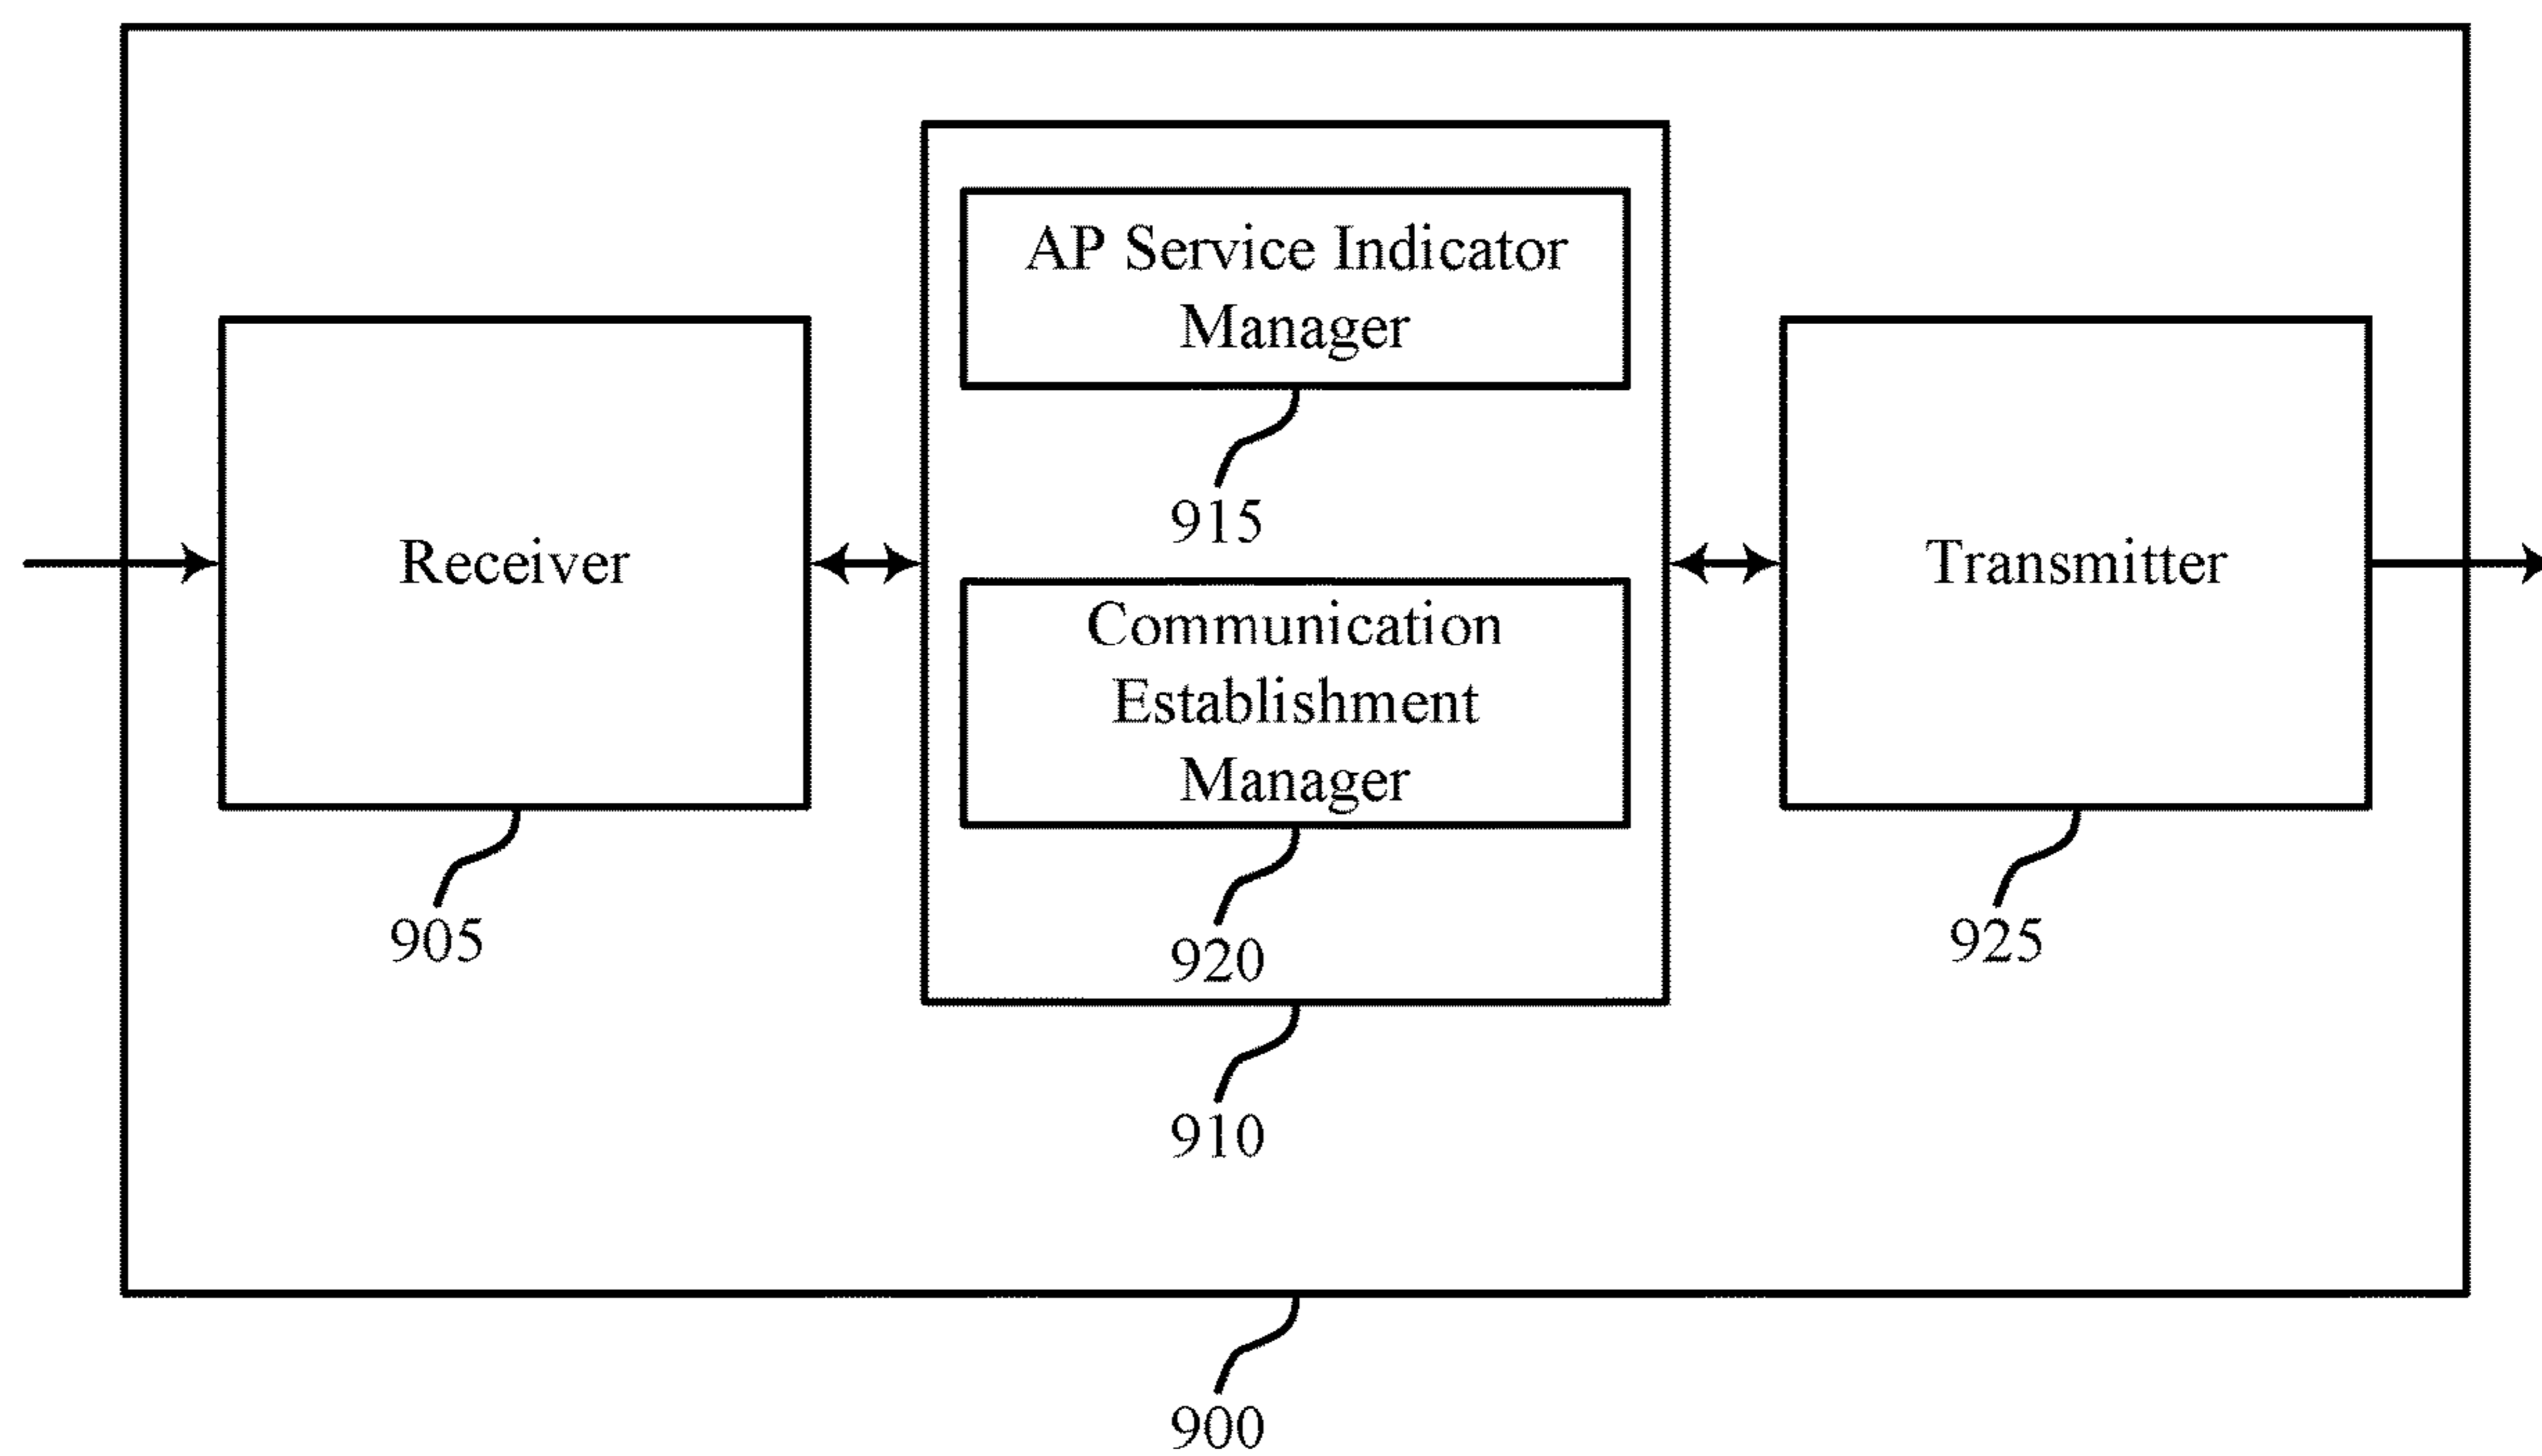 AP Service Indicator
Manager
915
Receiver
905
Communication
Establishment
Manager
920
910
Transmitter
925
900